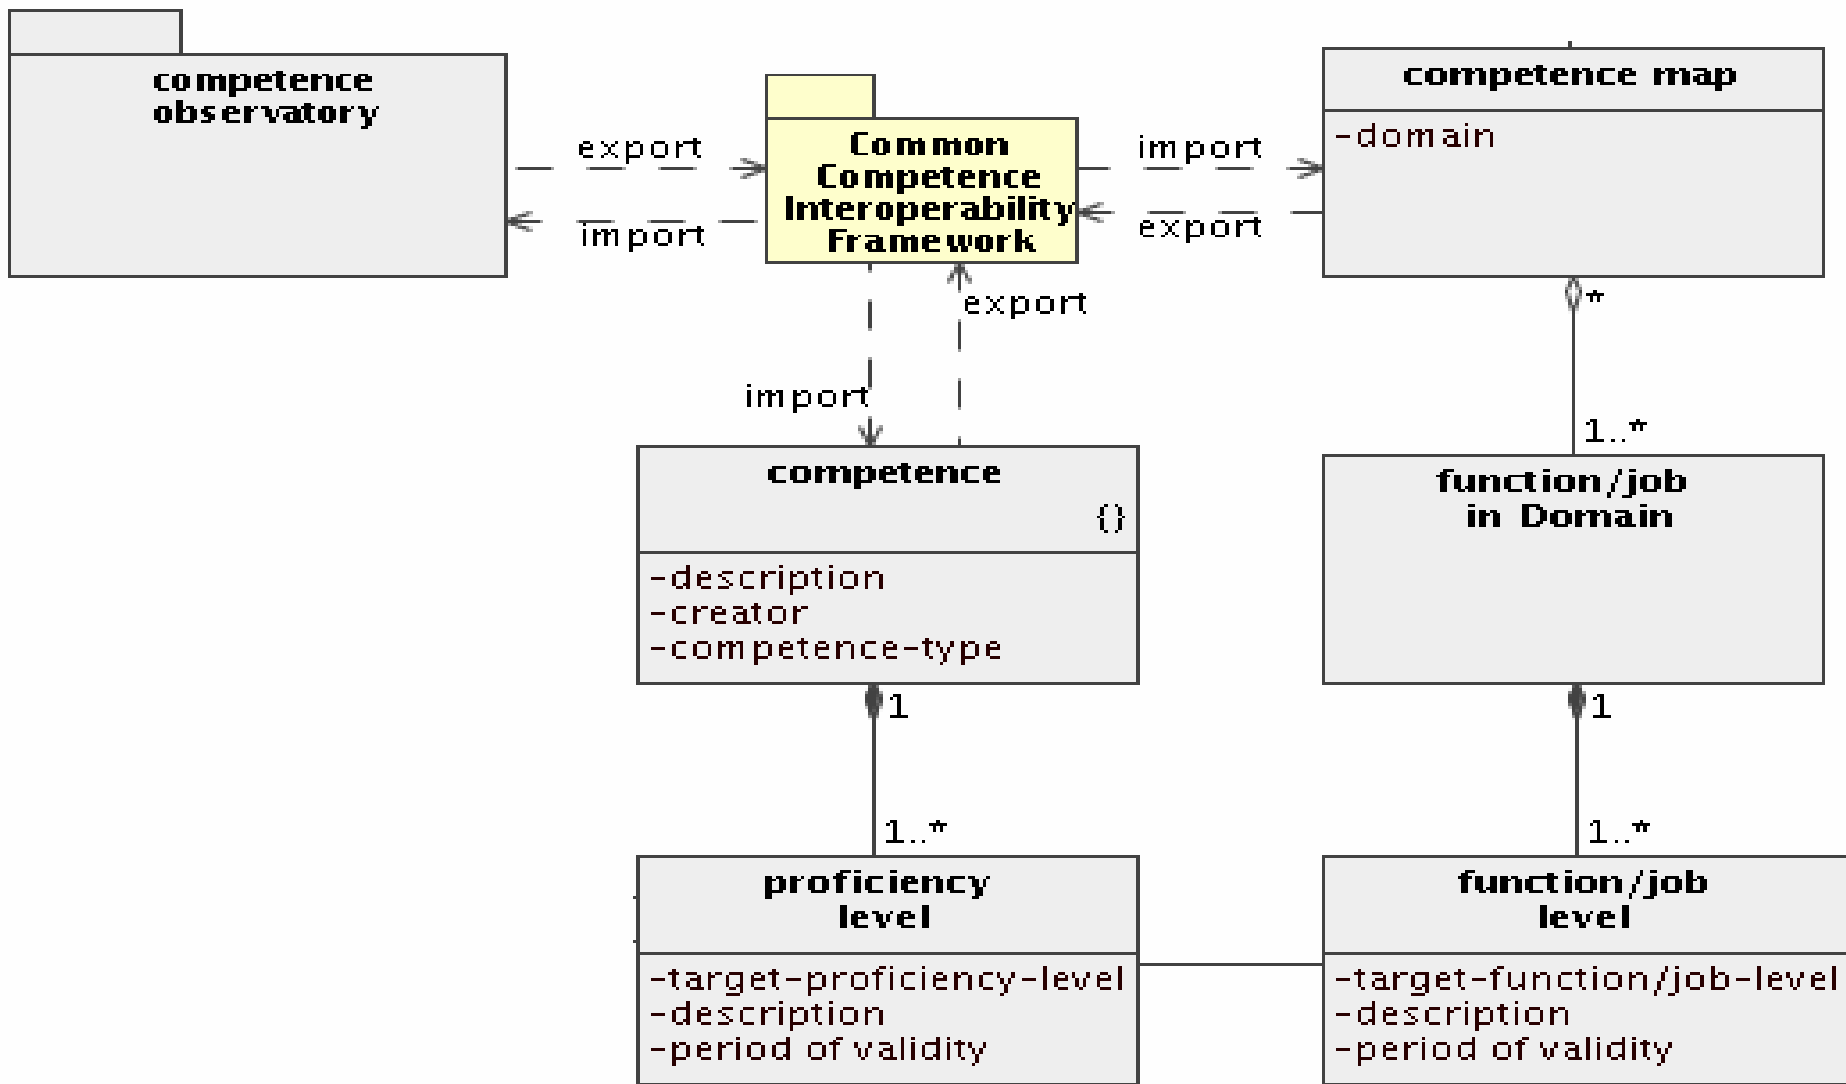 competence
observatory
export
import
Common
Competence
Interoperability
Framework
import
export
competence map
-domain
export
import
*
1..*
competence
{}
-description
-creator
-competence-type
function/job
in Domain
1
1..*
1
1..*
proficiency
level
-target-proficiency-level
-description
-period of validity
function/job
level
-target-function/job-level
-description
-period of validity